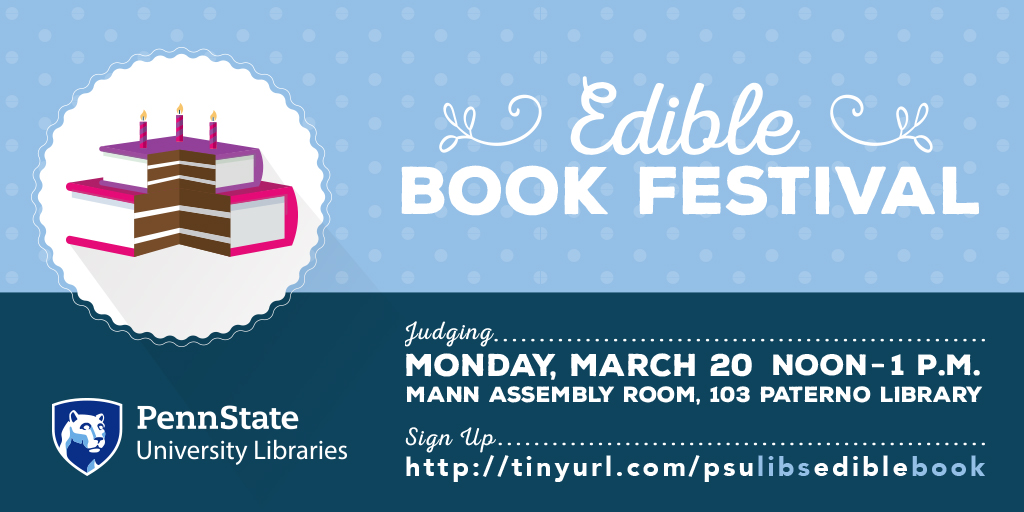 Edible
BOOK FESTIVAL
Judging
MONDAY, MARCH 20 NOON–1 P.M.
MANN ASSEMBLY ROOM, 103 PATERNO LIBRARY
Sign Up
http://tinyurl.com/psulibsediblebook
PennState
University Libraries